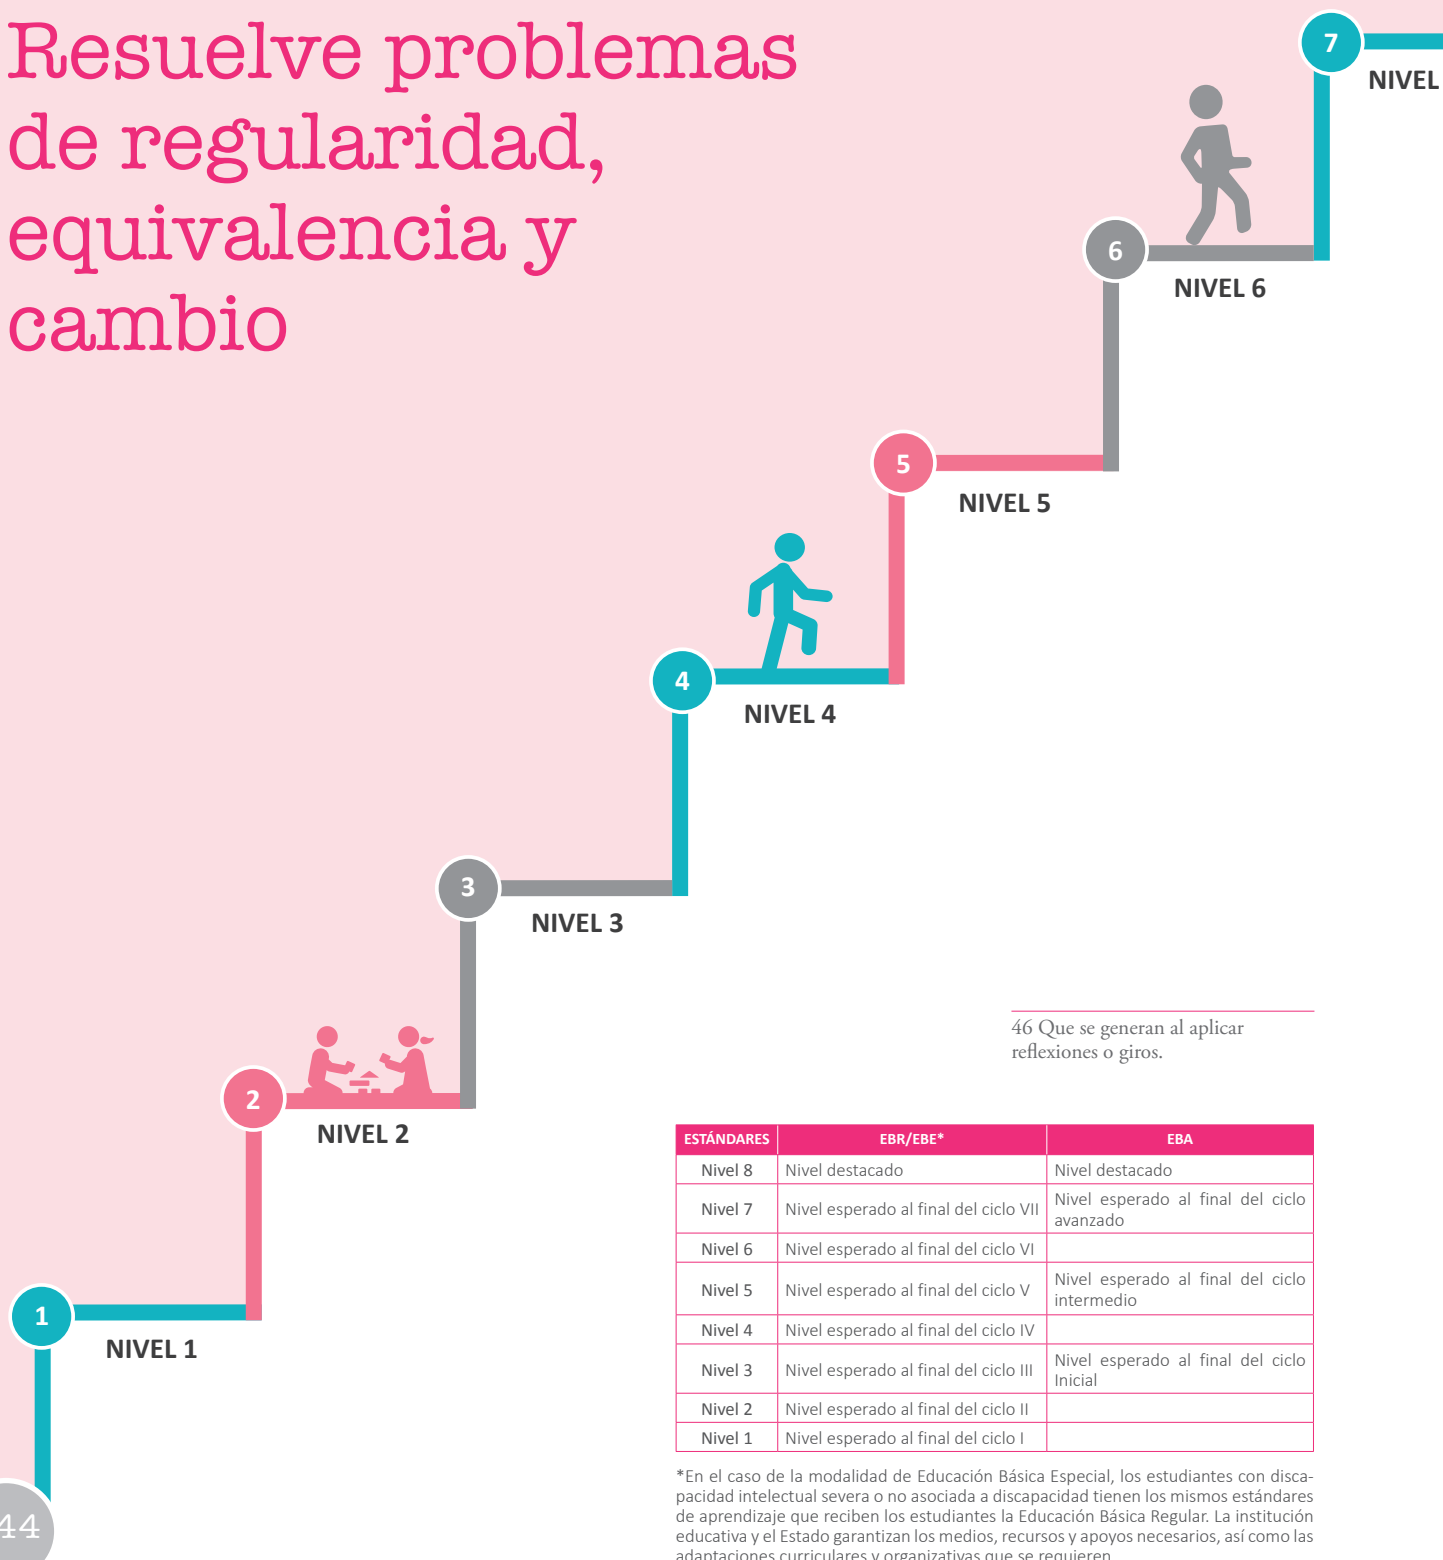 Resuelve problemas
de regularidad,
equivalencia y
cambio
7
NIVEL
6
NIVEL 6
5
NIVEL 5
4
NIVEL 4
3
NIVEL 3
2
NIVEL 2
1
NIVEL 1
46 Que se generan al aplicar
reflexiones o giros.
ESTÁNDARES EBR/EBE* EBA
Nivel 8 Nivel destacado Nivel destacado
Nivel 7 Nivel esperado al final del ciclo VII Nivel esperado al final del ciclo
avanzado
Nivel 6 Nivel esperado al final del ciclo VI
Nivel 5 Nivel esperado al final del ciclo V Nivel esperado al final del ciclo
intermedio
Nivel 4 Nivel esperado al final del ciclo IV
Nivel 3 Nivel esperado al final del ciclo III Nivel esperado al final del ciclo
Inicial
Nivel 2 Nivel esperado al final del ciclo II
Nivel 1 Nivel esperado al final del ciclo I
*En el caso de la modalidad de Educación Básica Especial, los estudiantes con disca-
pacidad intelectual severa o no asociada a discapacidad tienen los mismos estándares
de aprendizaje que reciben los estudiantes la Educación Básica Regular. La institución
educativa y el Estado garantizan los medios, recursos y apoyos necesarios, así como las
adaptaciones curriculares y organizativas que se requieren
44